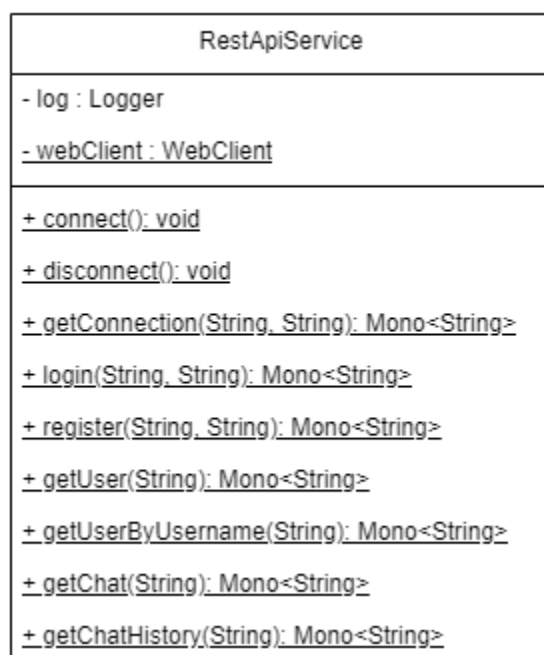 RestApiService
- log : Logger
- webClient : WebClient
+ connect(): void
+ disconnect(): void
+ getConnection(String, String): Mono<String>
+ login(String, String): Mono<String>
+ register(String, String): Mono<String>
+ getUser(String): Mono<String>
+ getUserByUsername(String): Mono<String>
+ getChat(String): Mono<String>
+ getChatHistory(String): Mono<String>